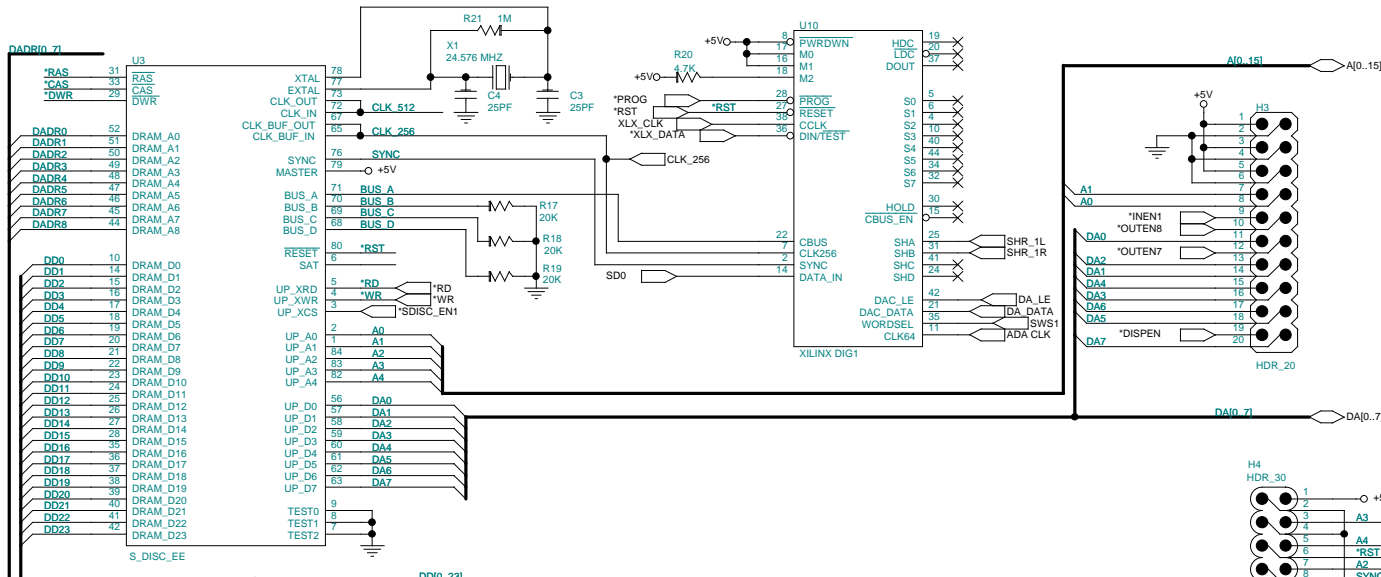 DADR[0..7]
U3
*RAS 31 RAS
*CAS 33 CAS
*DWR 29 DWR
DADR0 52 DRAM_A0
DADR1 51 DRAM_A1
DADR2 50 DRAM_A2
DADR3 49 DRAM_A3
DADR4 48 DRAM_A4
DADR5 47 DRAM_A5
DADR6 46 DRAM_A6
DADR7 45 DRAM_A7
DADR8 44 DRAM_A8
DD0 10 DRAM_D0
DD1 14 DRAM_D1
DD2 15 DRAM_D2
DD3 16 DRAM_D3
DD4 17 DRAM_D4
DD5 18 DRAM_D5
DD6 19 DRAM_D6
DD7 20 DRAM_D7
DD8 21 DRAM_D8
DD9 22 DRAM_D9
DD10 23 DRAM_D10
DD11 24 DRAM_D11
DD12 25 DRAM_D12
DD13 26 DRAM_D13
DD14 27 DRAM_D14
DD15 28 DRAM_D15
DD16 35 DRAM_D16
DD17 36 DRAM_D17
DD18 37 DRAM_D18
DD19 38 DRAM_D19
DD20 39 DRAM_D20
DD21 40 DRAM_D21
DD22 41 DRAM_D22
DD23 42 DRAM_D23
XTAL 78
EXTAL 77
CLK_OUT 73
CLK_IN 72 CLK_512
CLK_BUF_OUT 67
CLK_BUF_IN 65 CLK_256
SYNC 76 SYNC
MASTER 79 +5V
BUS_A 71 BUS_A
BUS_B 70 BUS_B
BUS_C 69 BUS_C
BUS_D 68 BUS_D
RESET 80 *RST
SAT 6
UP_XRD 5 *RD *RD
UP_XWR 4 *WR *WR
UP_XCS 3 *SDISC_EN1
UP_A0 2 A0
UP_A1 1 A1
UP_A2 84 A2
UP_A3 83 A3
UP_A4 82 A4
UP_D0 56 DA0
UP_D1 57 DA1
UP_D2 58 DA2
UP_D3 59 DA3
UP_D4 60 DA4
UP_D5 61 DA5
UP_D6 62 DA6
UP_D7 63 DA7
TEST0 9
TEST1 8
TEST2 7
S_DISC_EE
DD[0..23]
R21 1M
X1
24.576 MHZ
C4
25PF
C3
25PF
CLK_256
R17
20K
R18
20K
R19
20K
U10
+5V
R20
4.7K
+5V
8 PWRDWN
17 M0
16 M1
18 M2
*PROG 28 PROG
*RST *RST 27 RESET
XLX_CLK 38 CCLK
*XLX_DATA 36 DIN/TEST
22 CBUS
7 CLK256
2 SYNC
SD0 14 DATA_IN
HDC 19
LDC 20
DOUT 37
S0 5
S1 6
S2 4
S3 10
S4 40
S5 44
S6 34
S7 32
HOLD 30
CBUS_EN 15
SHA 25 SHR_1L
SHB 31 SHR_1R
SHC 41
SHD 24
DAC_LE 42 DA_LE
DAC_DATA 21 DA_DATA
WORDSEL 35 SWS1
CLK64 11 ADA CLK
XILINX DIG1
A[0..15] A[0..15]
+5V
H3
1
2
3
4
5
6
A1 7
A0 8
*INEN1 9
*OUTEN8 10
DA0 11
*OUTEN7 12
DA2 13
DA1 14
DA4 15
DA3 16
DA6 17
DA5 18
*DISPEN 19
DA7 20
HDR_20
DA[0..7] DA[0..7
H4
HDR_30
1
2
3 A3
4
5 A4
6 *RST
7 A2
8 SYNC